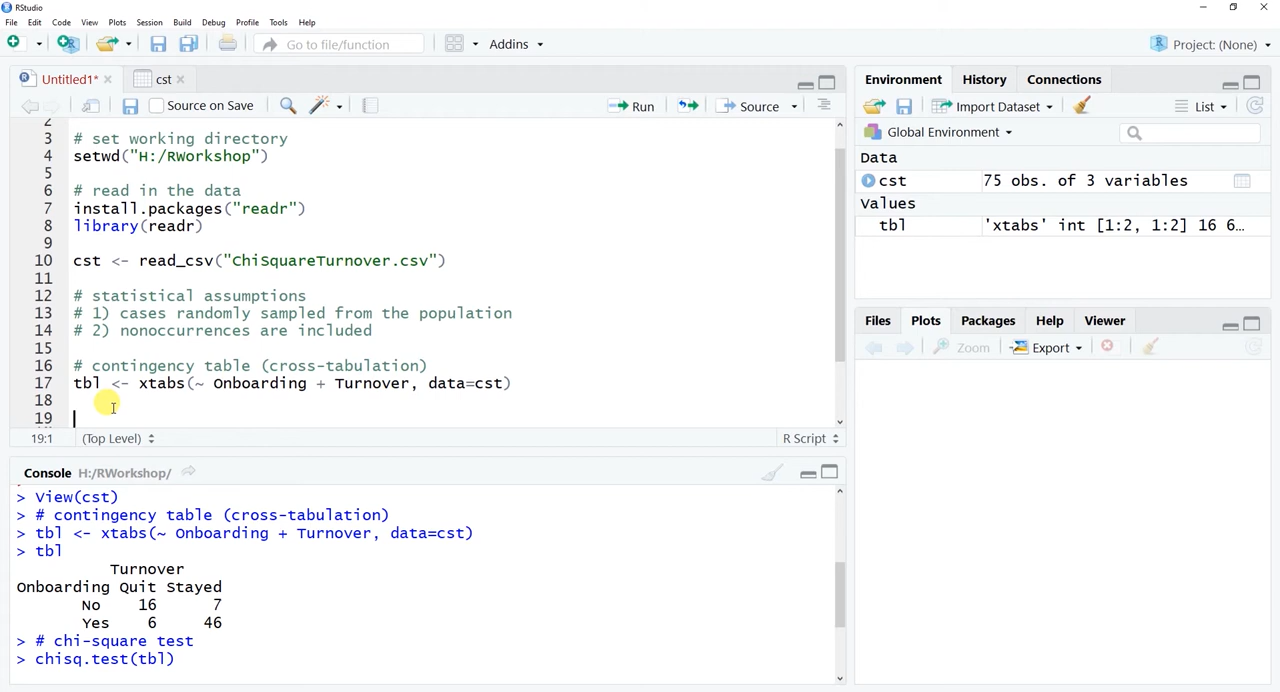 RStudio
File Edit Code View Plots Session Build Debug Profile Tools Help
Go to file/function Addins Project: (None)
Untitled1* cst
Source on Save Run Source
2
3 # set working directory
4 setwd("H:/RWorkshop")
5
6 # read in the data
7 install.packages("readr")
8 library(readr)
9
10 cst <- read_csv("ChiSquareTurnover.csv")
11
12 # statistical assumptions
13 # 1) cases randomly sampled from the population
14 # 2) nonoccurrences are included
15
16 # contingency table (cross-tabulation)
17 tbl <- xtabs(~ Onboarding + Turnover, data=cst)
18
19
19:1 (Top Level) R Script
Console H:/RWorkshop/
> View(cst)
> # contingency table (cross-tabulation)
> tbl <- xtabs(~ Onboarding + Turnover, data=cst)
> tbl
Turnover
Onboarding Quit Stayed
No 16 7
Yes 6 46
> # chi-square test
> chisq.test(tbl)
Environment History Connections
Import Dataset List
Global Environment
Data
cst 75 obs. of 3 variables
Values
tbl 'xtabs' int [1:2, 1:2] 16 6…
Files Plots Packages Help Viewer
Zoom Export